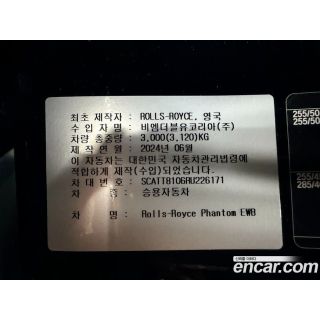 최초 제작자 : ROLLS-ROYCE, 영국
수 입 자 명 : 비엠더블유코리아(주)
차량 총중량 : 3,000(3,120)KG
제 작 연 월 : 2024년 06월
이 자동차는 대한민국 자동차관리법령에
적합하게 제작(수입)되었습니다.
차 대 번 호 : SCATT8106RU226171
차 종 : 승용자동차
차 명 : Rolls-Royce Phantom EWB
255/50
255/50
255/4
285/4
encar.com